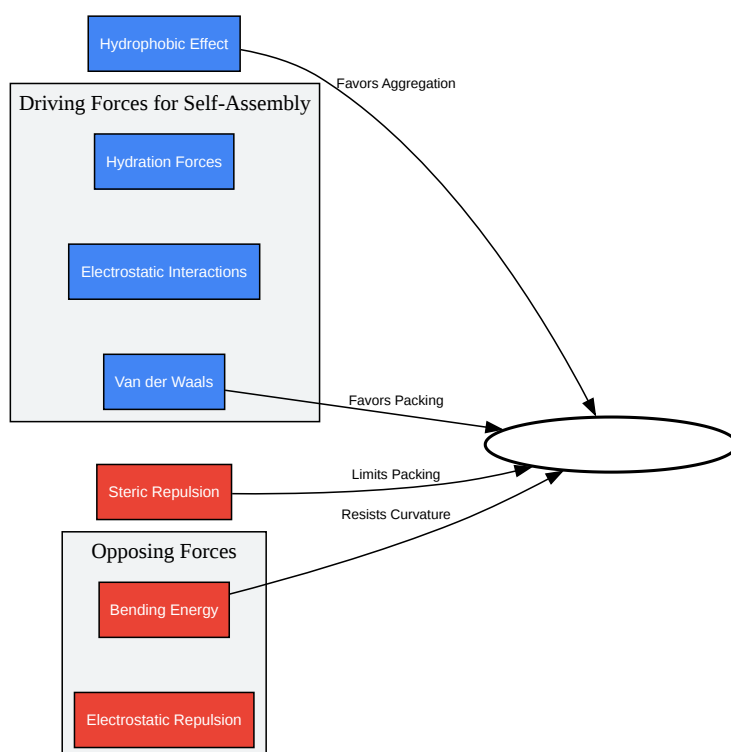 Hydrophobic Effect
Favors Aggregation
Driving Forces for Self-Assembly
Hydration Forces
Electrostatic Interactions
Van der Waals
Favors Packing
Steric Repulsion
Limits Packing
Resists Curvature
Opposing Forces
Bending Energy
Electrostatic Repulsion